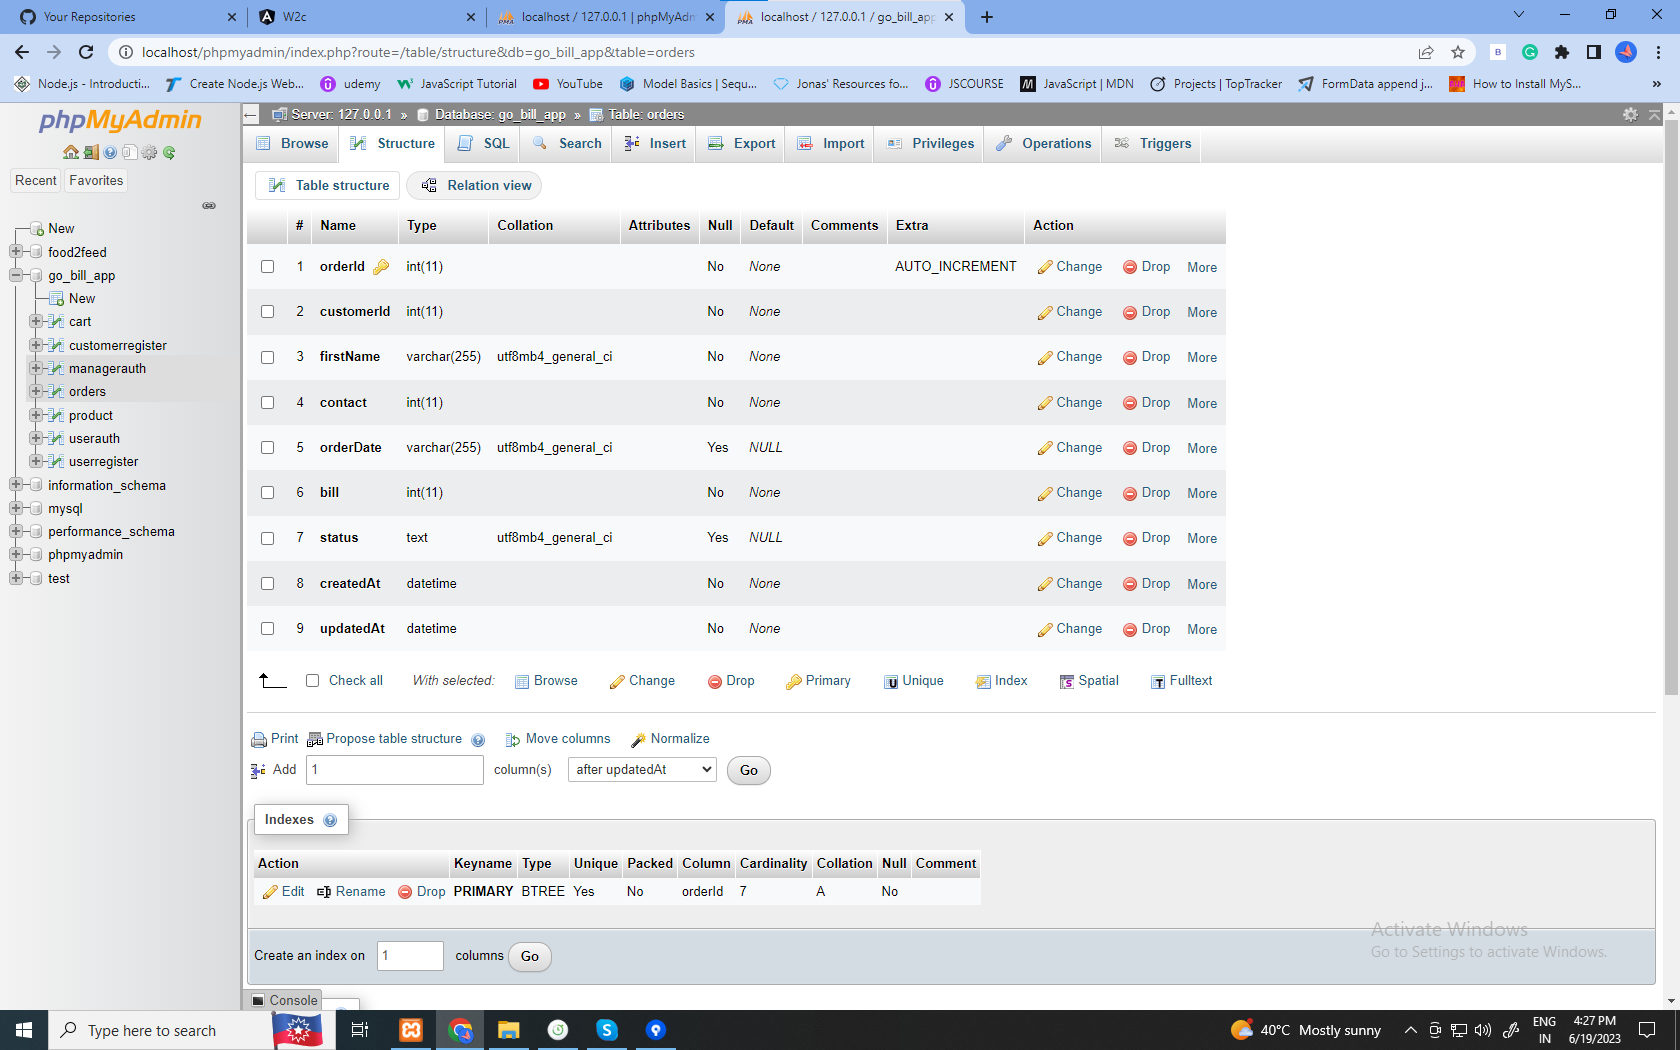 Your Repositories
W2c
localhost / 127.0.0.1 | phpMyAdm
localhost / 127.0.0.1 / go_bill_app
localhost/phpmyadmin/index.php?route=/table/structure&db=go_bill_app&table=orders
Node.js - Introducti...
Create Node.js Web...
udemy
JavaScript Tutorial
YouTube
Model Basics | Sequ...
Jonas' Resources fo...
JSCOURSE
JavaScript | MDN
Projects | TopTracker
FormData append j...
How to Install MyS...
»
phpMyAdmin
Recent
Favorites
New
food2feed
go_bill_app
New
cart
customerregister
managerauth
orders
product
userauth
userregister
information_schema
mysql
performance_schema
phpmyadmin
test
Server: 127.0.0.1 » Database: go_bill_app » Table: orders
Browse Structure SQL Search Insert Export Import Privileges Operations Triggers
Table structure Relation view
# Name Type Collation Attributes Null Default Comments Extra Action
1 orderId int(11) No None AUTO_INCREMENT Change Drop More
2 customerId int(11) No None Change Drop More
3 firstName varchar(255) utf8mb4_general_ci No None Change Drop More
4 contact int(11) No None Change Drop More
5 orderDate varchar(255) utf8mb4_general_ci Yes NULL Change Drop More
6 bill int(11) No None Change Drop More
7 status text utf8mb4_general_ci Yes NULL Change Drop More
8 createdAt datetime No None Change Drop More
9 updatedAt datetime No None Change Drop More
Check all With selected: Browse Change Drop Primary Unique Index Spatial Fulltext
Print Propose table structure Move columns Normalize
Add 1 column(s) after updatedAt Go
Indexes
Action Keyname Type Unique Packed Column Cardinality Collation Null Comment
Edit Rename Drop PRIMARY BTREE Yes No orderId 7 A No
Create an index on 1 columns Go
Activate Windows
Go to Settings to activate Windows.
Console
Type here to search
40°C Mostly sunny
ENG
IN
4:27 PM
6/19/2023